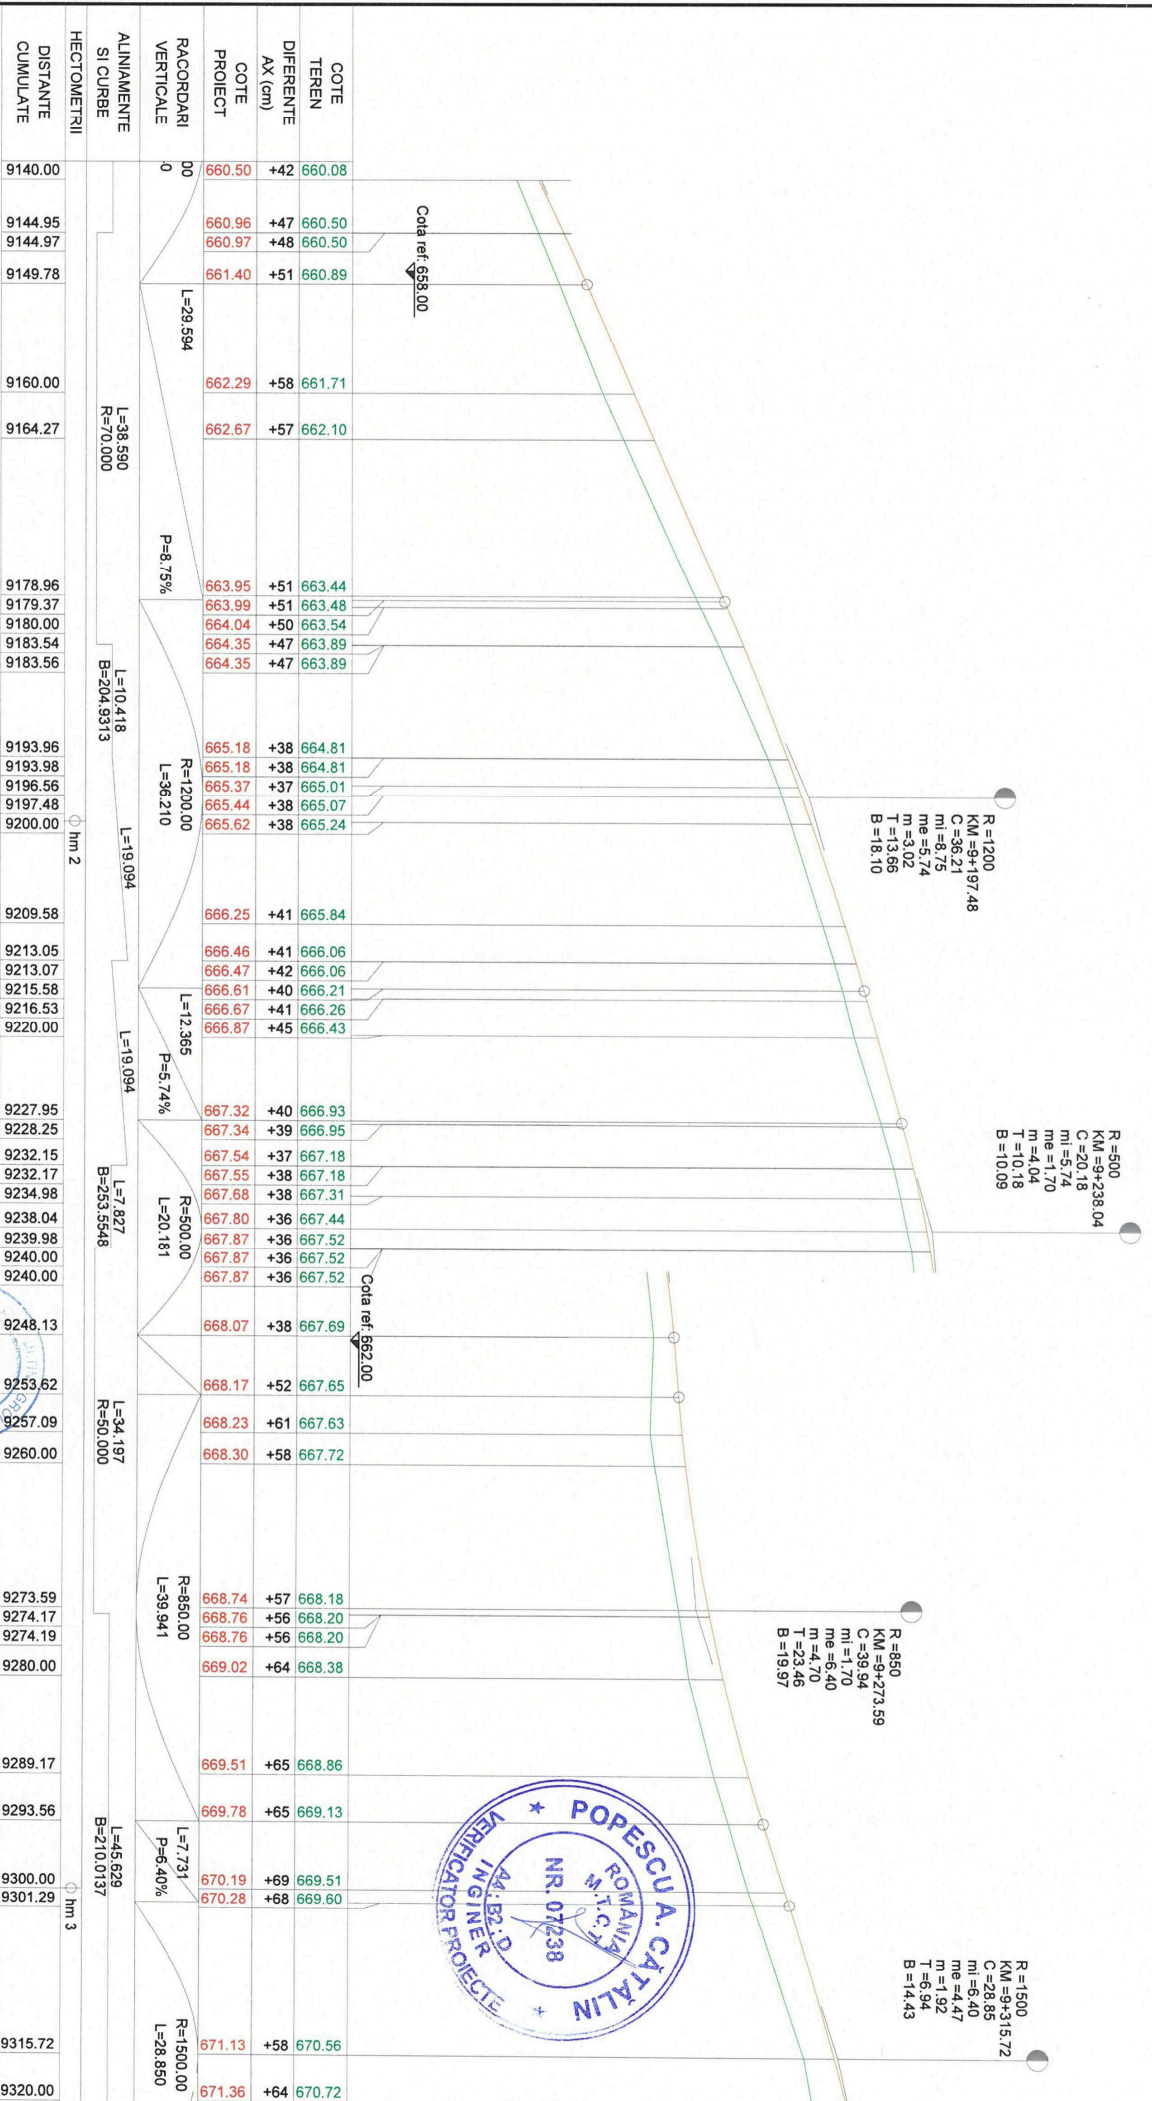 COTE
TEREN
DIFERENTE
AX (cm)
COTE
PROIECT
RACORDARI
VERTICALE
ALINIAMENTE
SI CURBE
HECTOMETRII
DISTANTE
CUMULATE
9140.00 660.50 +42 660.08
9144.95 660.96 +47 660.50
9144.97 660.97 +48 660.50
9149.78 661.40 +51 660.89
9160.00 662.29 +58 661.71
9164.27 662.67 +57 662.10
9178.96 663.95 +51 663.44
9179.37 663.99 +51 663.48
9180.00 664.04 +50 663.54
9183.54 664.35 +47 663.89
9183.56 664.35 +47 663.89
9193.96 665.18 +38 664.81
9193.98 665.18 +38 664.81
9196.56 665.37 +37 665.01
9197.48 665.44 +38 665.07
9200.00 665.62 +38 665.24
9209.58 666.25 +41 665.84
9213.05 666.46 +41 666.06
9213.07 666.47 +42 666.06
9215.58 666.61 +40 666.21
9216.53 666.67 +41 666.26
9220.00 666.87 +45 666.43
9227.95 667.32 +40 666.93
9228.25 667.34 +39 666.95
9232.15 667.54 +37 667.18
9232.17 667.55 +38 667.18
9234.98 667.68 +38 667.31
9238.04 667.80 +36 667.44
9239.98 667.87 +36 667.52
9240.00 667.87 +36 667.52
9240.00 667.87 +36 667.52
9248.13 668.07 +38 667.69
9253.62 668.17 +52 667.65
9257.09 668.23 +61 667.63
9260.00 668.30 +58 667.72
9273.59 668.74 +57 668.18
9274.17 668.76 +56 668.20
9274.19 668.76 +56 668.20
9280.00 669.02 +64 668.38
9289.17 669.51 +65 668.86
9293.56 669.78 +65 669.13
9300.00 670.19 +69 669.51
9301.29 670.28 +68 669.60
9315.72 671.13 +58 670.56
9320.00 671.36 +64 670.72
00
.0
L=29.594
P=8.75%
R=1200.00
L=36.210
L=12.365
P=5.74%
R=500.00
L=20.181
R=850.00
L=39.941
L=7.731
P=6.40%
R=1500.00
L=28.850
L=38.590
R=70.000
L=10.418
B=204.9313
L=19.094
L=19.094
L=7.827
B=253.5548
L=34.197
R=50.000
L=45.629
B=210.0137
hm 2
hm 3
Cota ref: 658.00
Cota ref: 662.00
R =1200
KM =9+197.48
C =36.21
mi =8.75
me =5.74
m =3.02
T =13.66
B =18.10
R =500
KM =9+238.04
C =20.18
mi =5.74
me =1.70
m =4.04
T =10.18
B =10.09
R =850
KM =9+273.59
C =39.94
mi =1.70
me =6.40
m =4.70
T =23.46
B =19.97
R =1500
KM =9+315.72
C =28.85
mi =6.40
me =4.47
m =1.92
T =6.94
B =14.43
POPESCU A. CĂTĂLIN
ROMÂNIA
M.T.C.T.
NR. 07238
A4; B2; D
INGINER
VERIFICATOR PROIECTE